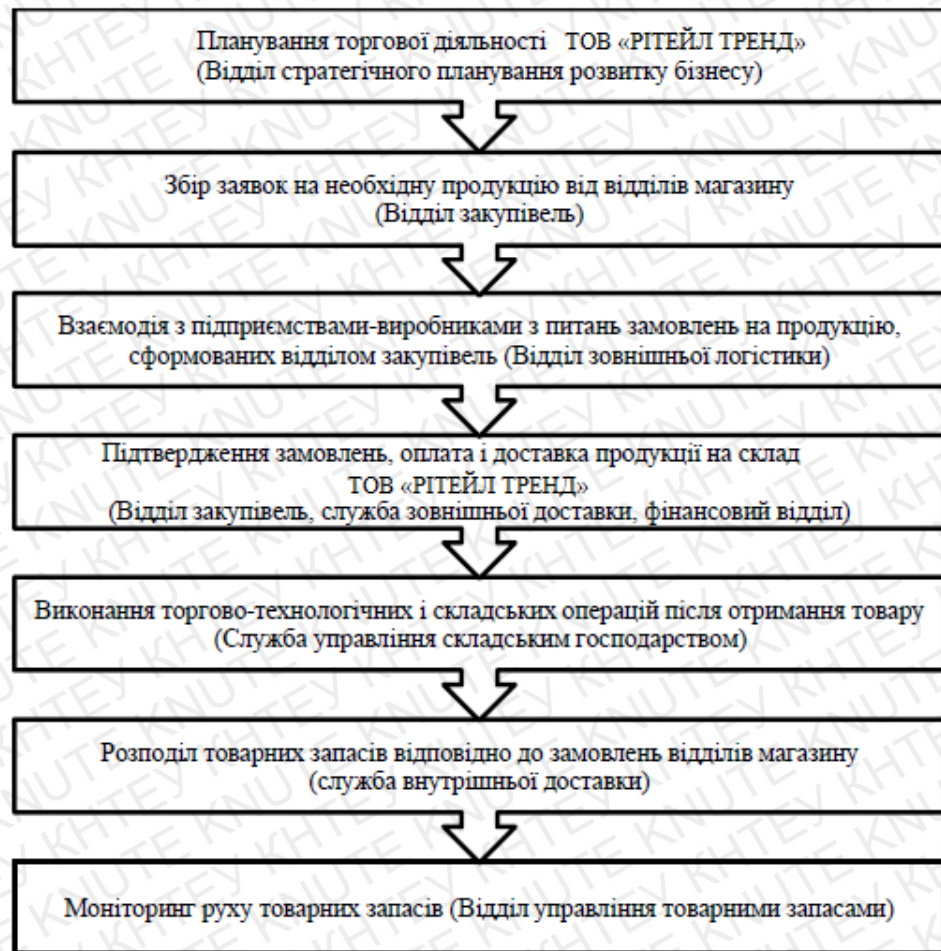 Планування торгової діяльності ТОВ «РІТЕЙЛ ТРЕНД»
(Відділ стратегічного планування розвитку бізнесу)
Збір заявок на необхідну продукцію від відділів магазину
(Відділ закупівель)
Взаємодія з підприємствами-виробниками з питань замовлень на продукцію,
сформованих відділом закупівель (Відділ зовнішньої логістики)
Підтвердження замовлень, оплата і доставка продукції на склад
ТОВ «РІТЕЙЛ ТРЕНД»
(Відділ закупівель, служба зовнішньої доставки, фінансовий відділ)
Виконання торгово-технологічних і складських операцій після отримання товару
(Служба управління складським господарством)
Розподіл товарних запасів відповідно до замовлень відділів магазину
(служба внутрішньої доставки)
Моніторинг руху товарних запасів (Відділ управління товарними запасами)